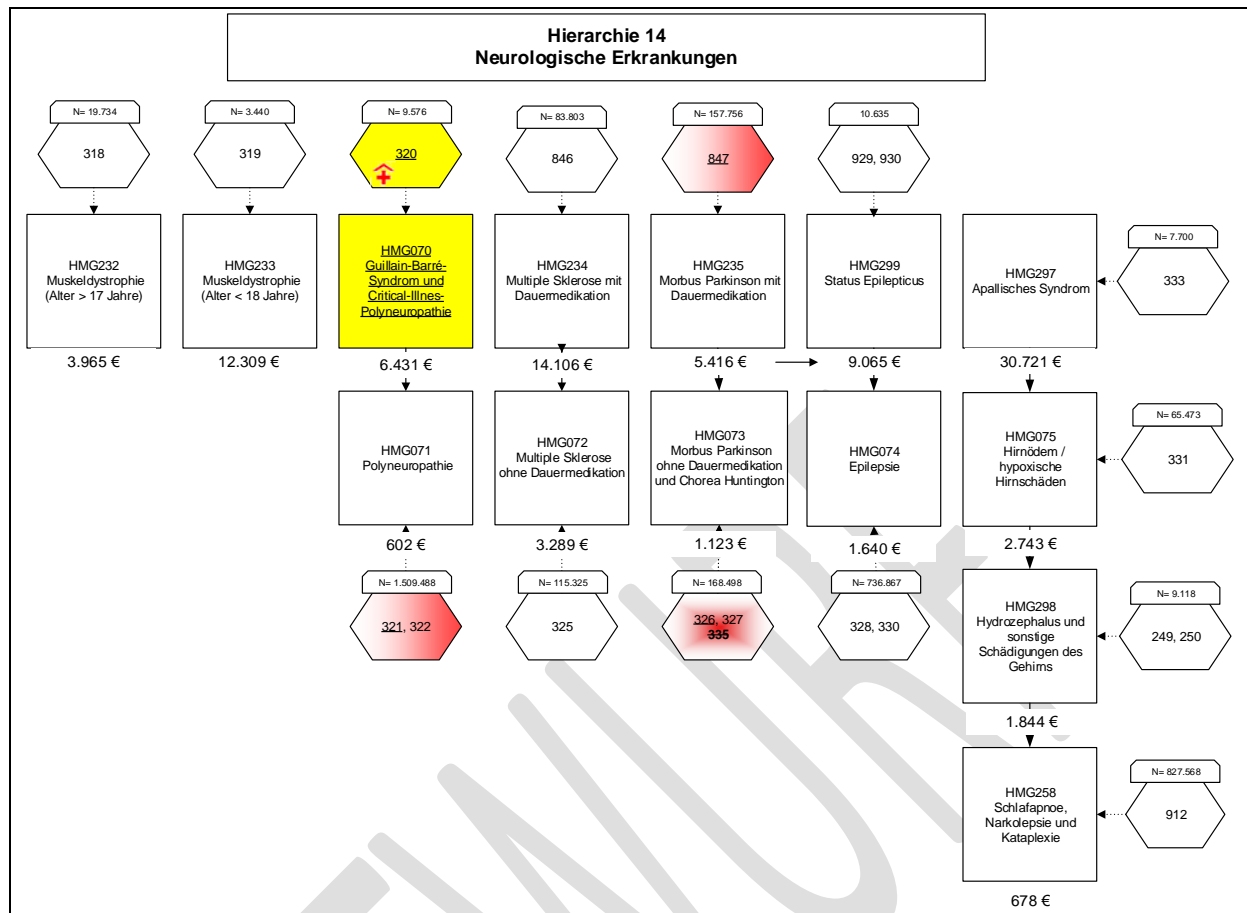 Hierarchie 14
Neurologische Erkrankungen
N= 19.734
N= 3.440
N= 9.576
N= 83.803
N= 157.756
10.635
318
319
320
846
847
929, 930
HMG232
Muskeldystrophie
(Alter > 17 Jahre)
HMG233
Muskeldystrophie
(Alter < 18 Jahre)
HMG070
Guillain-Barré-
Syndrom und
Critical-Illnes-
Polyneuropathie
HMG234
Multiple Sklerose mit
Dauermedikation
HMG235
Morbus Parkinson mit
Dauermedikation
HMG299
Status Epilepticus
HMG297
Apallisches Syndrom
N= 7.700
333
3.965 €
12.309 €
6.431 €
14.106 €
5.416 €
9.065 €
30.721 €
HMG071
Polyneuropathie
HMG072
Multiple Sklerose
ohne Dauermedikation
HMG073
Morbus Parkinson
ohne Dauermedikation
und Chorea Huntington
HMG074
Epilepsie
HMG075
Hirnödem /
hypoxische
Hirnschäden
N= 65.473
331
602 €
3.289 €
1.123 €
1.640 €
2.743 €
N= 1.509.488
N= 115.325
N= 168.498
N= 736.867
321, 322
325
326, 327
335
328, 330
HMG298
Hydrozephalus und
sonstige
Schädigungen des
Gehirns
N= 9.118
249, 250
1.844 €
HMG258
Schlafapnoe,
Narkolepsie und
Kataplexie
N= 827.568
912
678 €